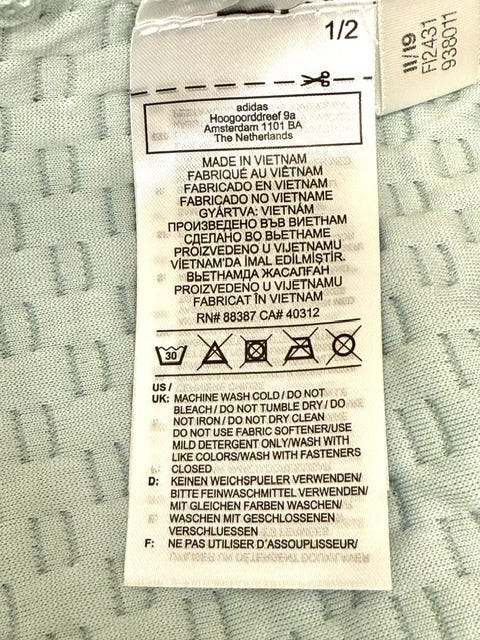 1/2
11/19
FI2431
938011
adidas
Hoogoorddreef 9a
Amsterdam 1101 BA
The Netherlands
MADE IN VIETNAM
FABRIQUÉ AU VIÊTNAM
FABRICADO EN VIETNAM
FABRICADO NO VIETNAME
GYÁRTVA: VIETNÁM
ПРОИЗВЕДЕНО ВЪВ ВИЕТНАМ
СДЕЛАНО ВО ВЬЕТНАМЕ
PROIZVEDENO U VIJETNAMU
VİETNAM'DA İMAL EDİLMİŞTİR.
ВЬЕТНАМДА ЖАСАЛҒАН
PROIZVEDENO U VIJETNAMU
FABRICAT ÎN VIETNAM
RN# 88387 CA# 40312
30
US /
UK: MACHINE WASH COLD / DO NOT
BLEACH / DO NOT TUMBLE DRY / DO
NOT IRON / DO NOT DRY CLEAN
DO NOT USE FABRIC SOFTENER/USE
MILD DETERGENT ONLY/WASH WITH
LIKE COLORS/WASH WITH FASTENERS
CLOSED
D: KEINEN WEICHSPUELER VERWENDEN/
BITTE FEINWASCHMITTEL VERWENDEN/
MIT GLEICHEN FARBEN WASCHEN/
WASCHEN MIT GESCHLOSSENEN
VERSCHLUESSEN
F: NE PAS UTILISER D'ASSOUPLISEUR/